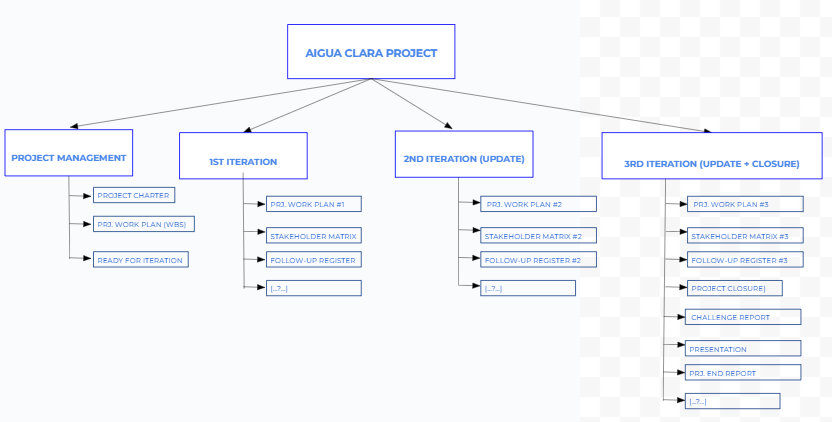 AIGUA CLARA PROJECT
PROJECT MANAGEMENT
PROJECT CHARTER
PRJ. WORK PLAN (WBS)
READY FOR ITERATION
1ST ITERATION
PRJ. WORK PLAN #1
STAKEHOLDER MATRIX
FOLLOW-UP REGISTER
(...?...)
2ND ITERATION (UPDATE)
PRJ. WORK PLAN #2
STAKEHOLDER MATRIX #2
FOLLOW-UP REGISTER #2
(...?...)
3RD ITERATION (UPDATE + CLOSURE)
PRJ. WORK PLAN #3
STAKEHOLDER MATRIX #3
FOLLOW-UP REGISTER #3
PROJECT CLOSURE)
CHALLENGE REPORT
PRESENTATION
PRJ. END REPORT
(...?...)